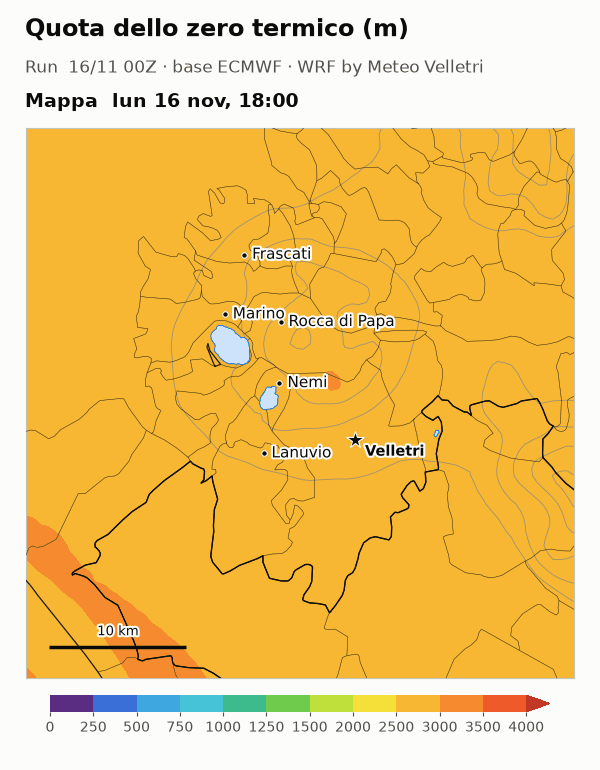 Quota dello zero termico (m)
Run 16/11 00Z · base ECMWF · WRF by Meteo Velletri
Mappa lun 16 nov, 18:00
Frascati
Marino
Rocca di Papa
Nemi
Velletri
Lanuvio
10 km
0 250 500 750 1000 1250 1500 2000 2500 3000 3500 4000